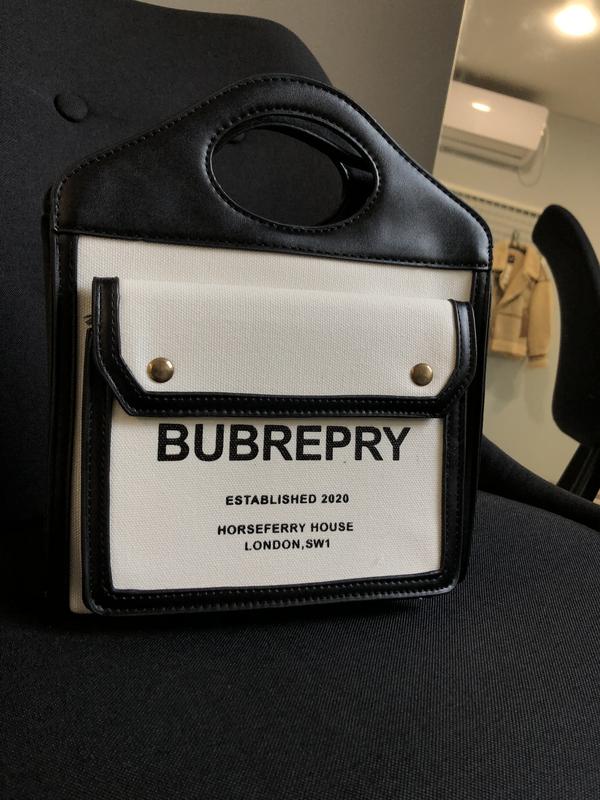 BUBREPRY
ESTABLISHED 2020
HORSEFERRY HOUSE
LONDON,SW1